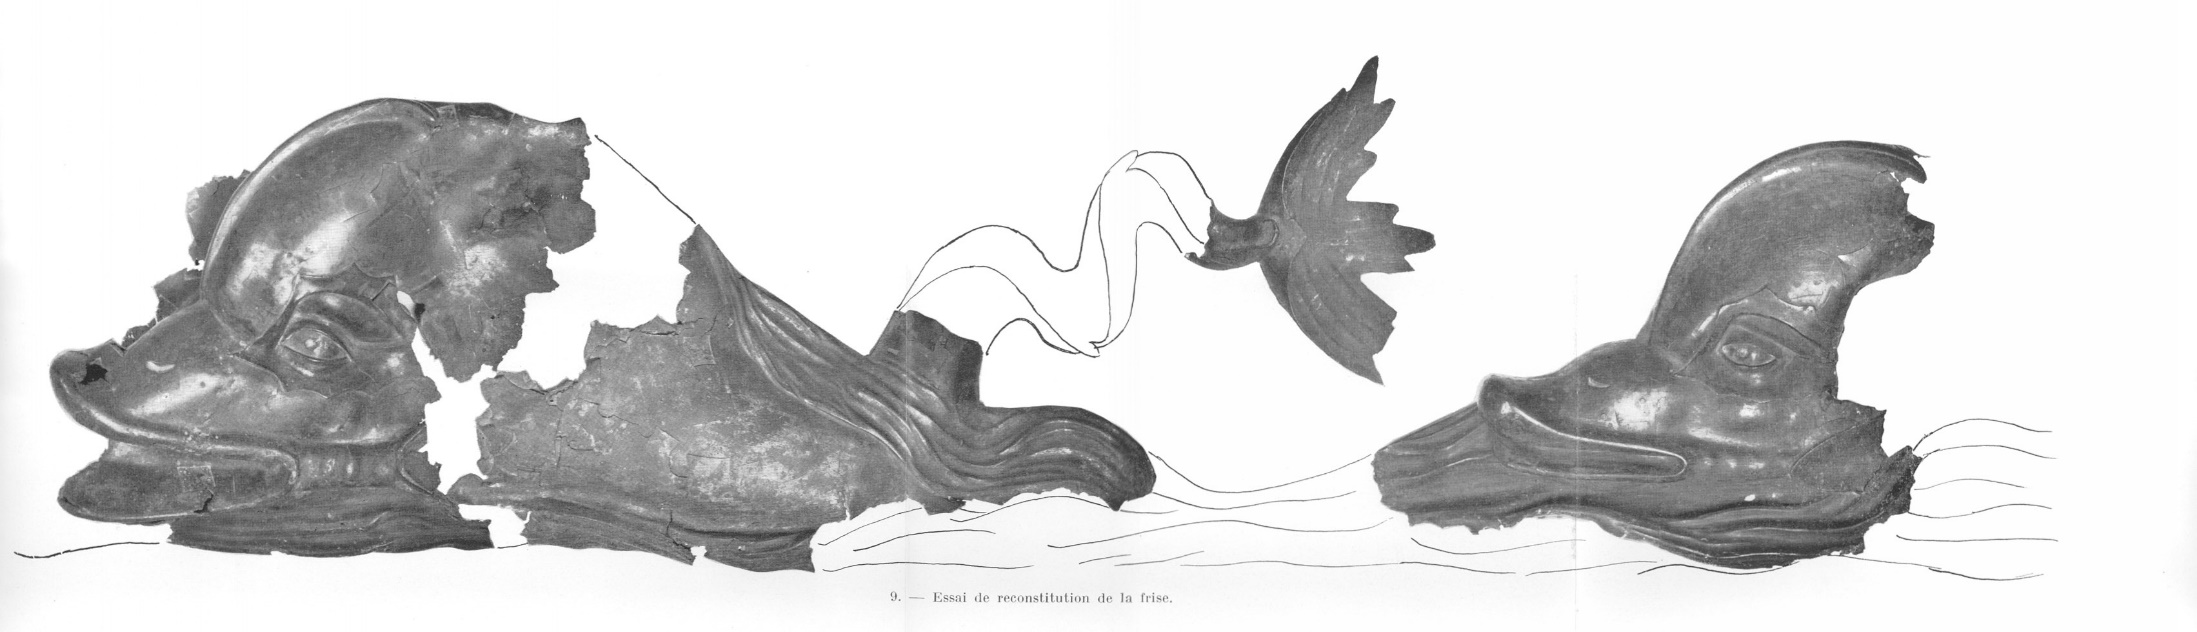 9. — Essai de reconstitution de la frise.